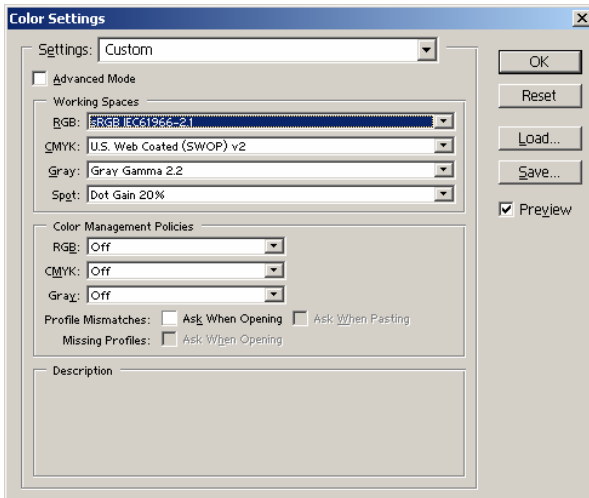 Color Settings
Settings: Custom
OK
Advanced Mode
Reset
Working Spaces
RGB: sRGB IEC61966-2.1
CMYK: U.S. Web Coated (SWOP) v2
Load...
Gray: Gray Gamma 2.2
Save...
Spot: Dot Gain 20%
Preview
Color Management Policies
RGB: Off
CMYK: Off
Gray: Off
Profile Mismatches: Ask When Opening Ask When Pasting
Missing Profiles: Ask When Opening
Description